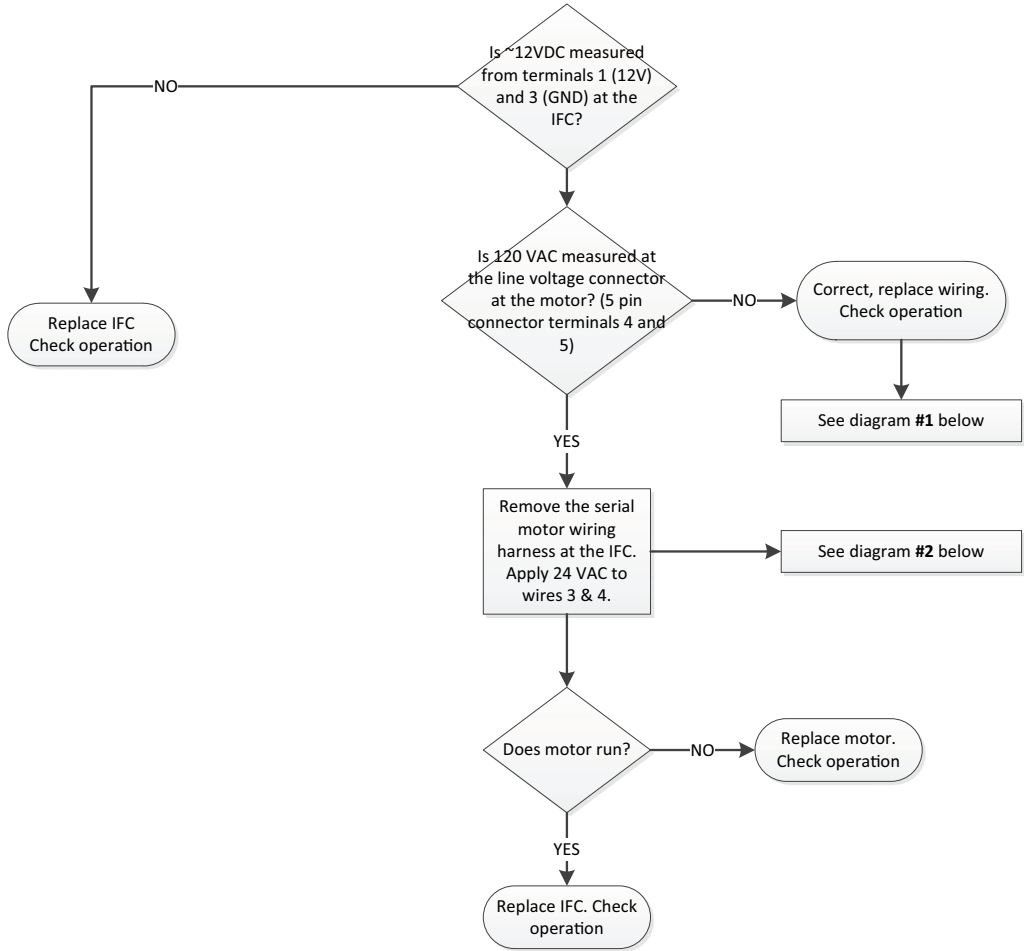 Is ~12VDC measured
from terminals 1 (12V)
and 3 (GND) at the
IFC?
NO
Is 120 VAC measured at
the line voltage connector
at the motor? (5 pin
connector terminals 4 and
5)
NO
Correct, replace wiring.
Check operation
Replace IFC
Check operation
See diagram #1 below
YES
Remove the serial
motor wiring
harness at the IFC.
Apply 24 VAC to
wires 3 & 4.
See diagram #2 below
Does motor run?
NO
Replace motor.
Check operation
YES
Replace IFC. Check
operation